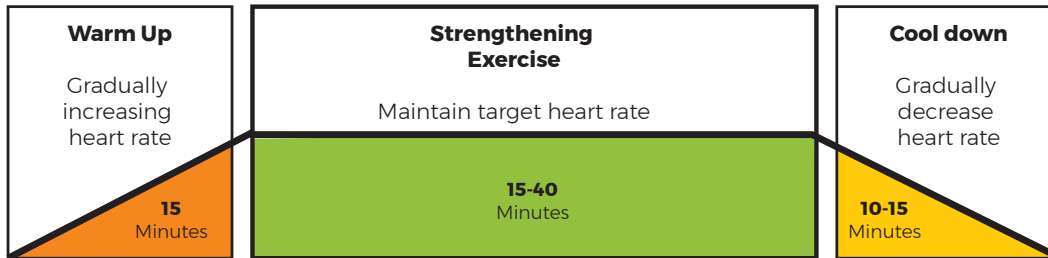 Warm Up
Gradually
increasing
heart rate
15
Minutes
Strengthening
Exercise
Maintain target heart rate
15-40
Minutes
Cool down
Gradually
decrease
heart rate
10-15
Minutes